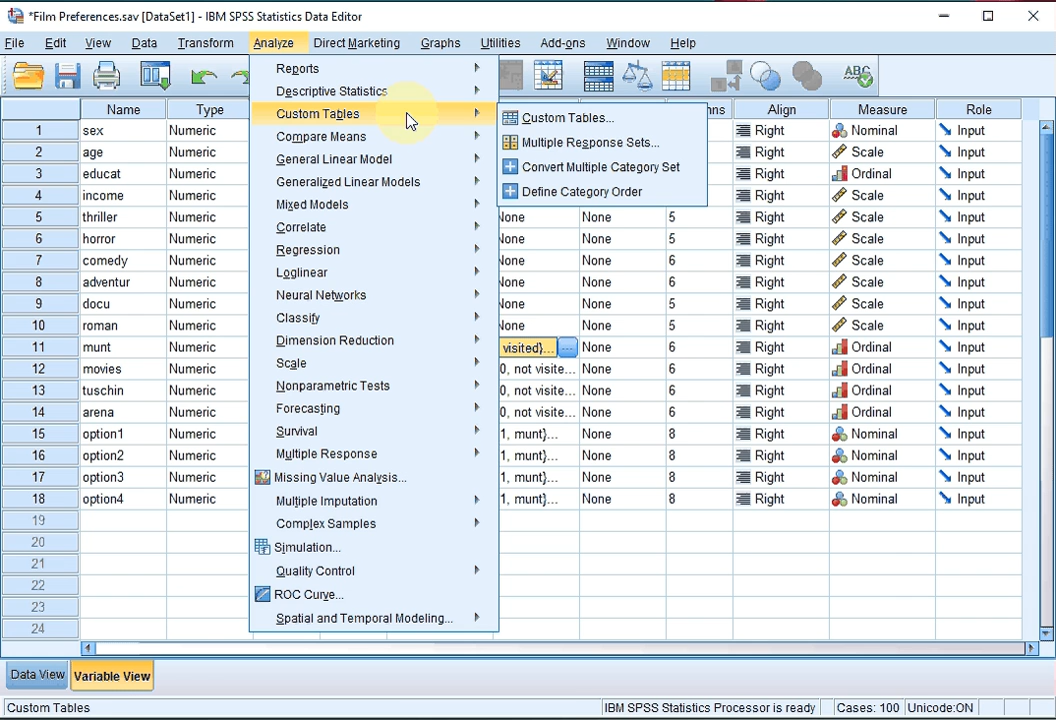 *Film Preferences.sav [DataSet1] - IBM SPSS Statistics Data Editor
File Edit View Data Transform Analyze Direct Marketing Graphs Utilities Add-ons Window Help
ABC
Reports
Descriptive Statistics
Custom Tables
Compare Means
General Linear Model
Generalized Linear Models
Mixed Models
Correlate
Regression
Loglinear
Neural Networks
Classify
Dimension Reduction
Scale
Nonparametric Tests
Forecasting
Survival
Multiple Response
Missing Value Analysis...
Multiple Imputation
Complex Samples
Simulation...
Quality Control
ROC Curve...
Spatial and Temporal Modeling...
Custom Tables...
Multiple Response Sets...
Convert Multiple Category Set
Define Category Order
Name Type mns Align Measure Role
1 sex Numeric Right Nominal Input
2 age Numeric Right Scale Input
3 educat Numeric Right Ordinal Input
4 income Numeric Right Scale Input
5 thriller Numeric None None 5 Right Scale Input
6 horror Numeric None None 5 Right Scale Input
7 comedy Numeric None None 6 Right Scale Input
8 adventur Numeric None None 6 Right Scale Input
9 docu Numeric None None 5 Right Scale Input
10 roman Numeric None None 5 Right Scale Input
11 munt Numeric visited}... ... None 6 Right Ordinal Input
12 movies Numeric 0, not visite... None 6 Right Ordinal Input
13 tuschin Numeric 0, not visite... None 6 Right Ordinal Input
14 arena Numeric 0, not visite... None 6 Right Ordinal Input
15 option1 Numeric 1, munt}... None 8 Right Nominal Input
16 option2 Numeric 1, munt}... None 8 Right Nominal Input
17 option3 Numeric 1, munt}... None 8 Right Nominal Input
18 option4 Numeric 1, munt}... None 8 Right Nominal Input
19
20
21
22
23
24
Data View Variable View
Custom Tables IBM SPSS Statistics Processor is ready Cases: 100 Unicode:ON